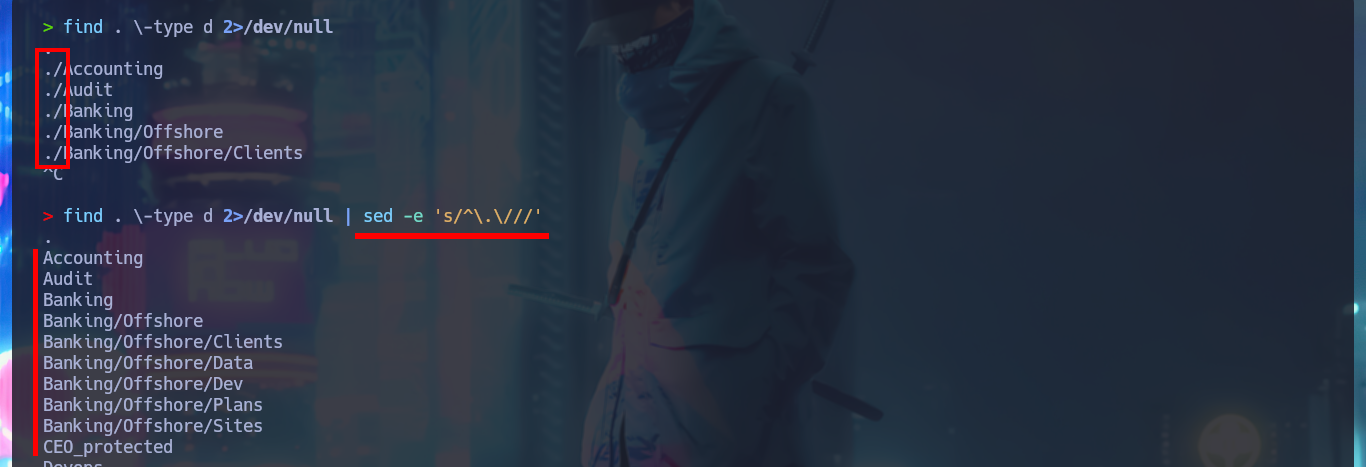 > find . \-type d 2>/dev/null
.
./Accounting
./Audit
./Banking
./Banking/Offshore
./Banking/Offshore/Clients
^C
> find . \-type d 2>/dev/null | sed -e 's/^\.\///'
.
Accounting
Audit
Banking
Banking/Offshore
Banking/Offshore/Clients
Banking/Offshore/Data
Banking/Offshore/Dev
Banking/Offshore/Plans
Banking/Offshore/Sites
CEO_protected
Devops